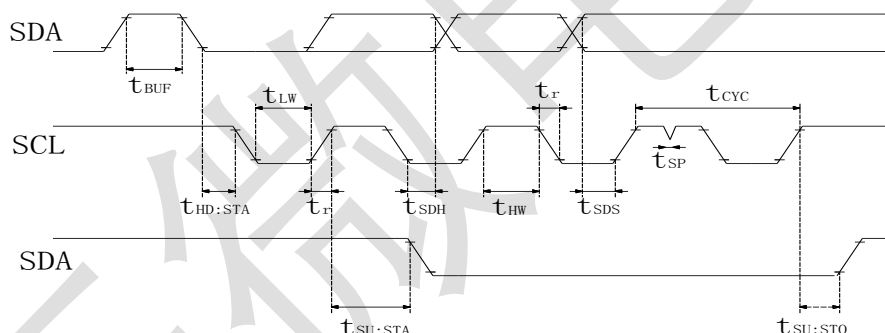 SDA
tBUF
tLW
tr
tCYC
SCL
tSP
tHD:STA
tr
tSDH
tHW
tSDS
SDA
tSU:STA
tSU:STO